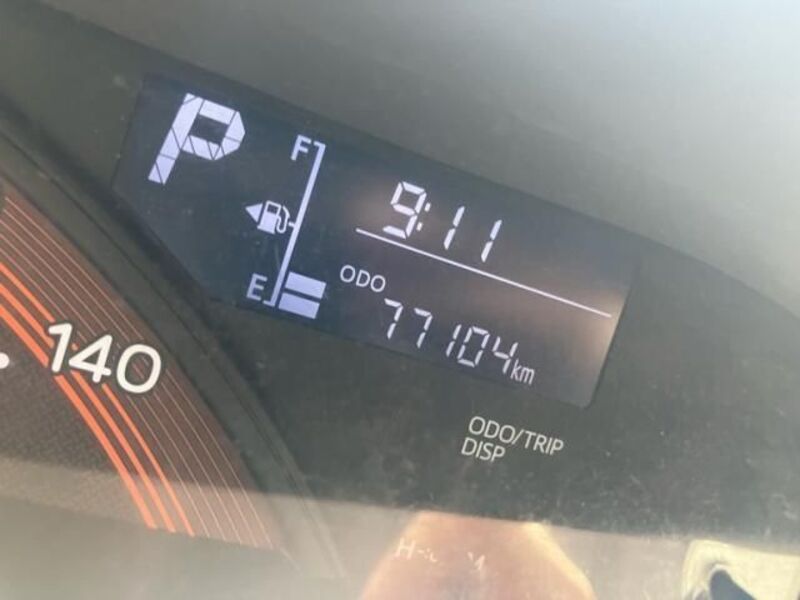 P
F
9:11
E
ODO
77104km
140
ODO/TRIP
DISP